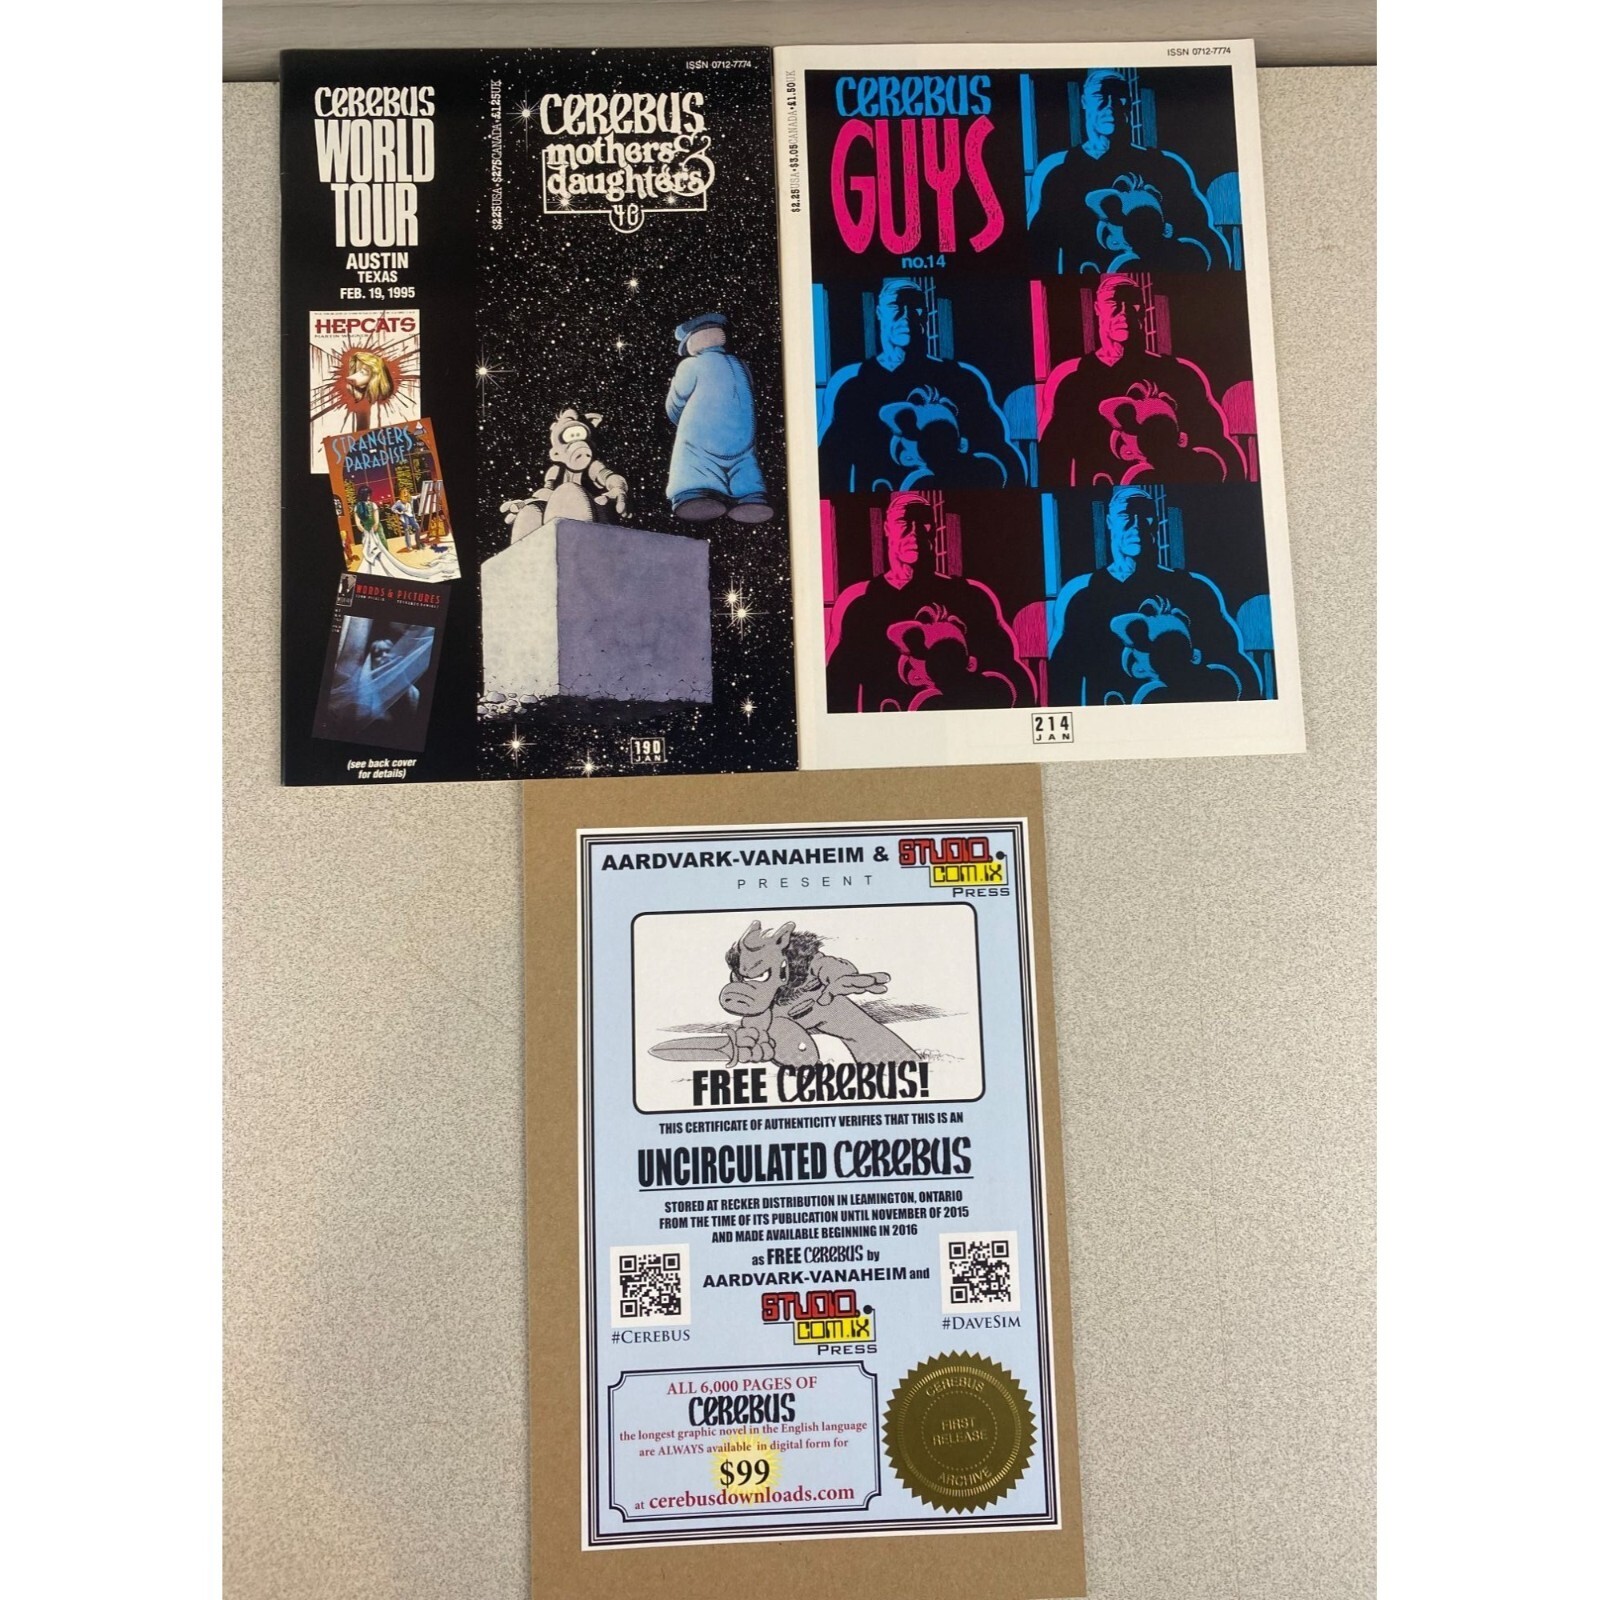 ISSN 0712-7774
CEREBUS
WORLD
TOUR
AUSTIN
TEXAS
FEB. 19, 1995
HEPCATS
STRANGERS
IN
PARADISE
WORDS & PICTURES
(see back cover
for details)
$2.25USA•$2.75CANADA•£1.25UK
CEREBUS
mothers &
daughters
40
190
JAN
ISSN 0712-7774
$2.25USA•$3.05CANADA•£1.50UK
CEREBUS
GUYS
no.14
214
JAN
AARDVARK-VANAHEIM & STUDIO.
COM.IX
PRESS
PRESENT
FREE CEREBUS!
THIS CERTIFICATE OF AUTHENTICITY VERIFIES THAT THIS IS AN
UNCIRCULATED CEREBUS
STORED AT RECKER DISTRIBUTION IN LEAMINGTON, ONTARIO
FROM THE TIME OF ITS PUBLICATION UNTIL NOVEMBER OF 2015
AND MADE AVAILABLE BEGINNING IN 2016
as FREE CEREBUS by
AARDVARK-VANAHEIM and
STUDIO.
COM.IX
PRESS
#CEREBUS
#DAVESIM
ALL 6,000 PAGES OF
CEREBUS
the longest graphic novel in the English language
are ALWAYS available in digital form for
$99
at cerebusdownloads.com
CEREBUS
FIRST
RELEASE
ARCHIVE